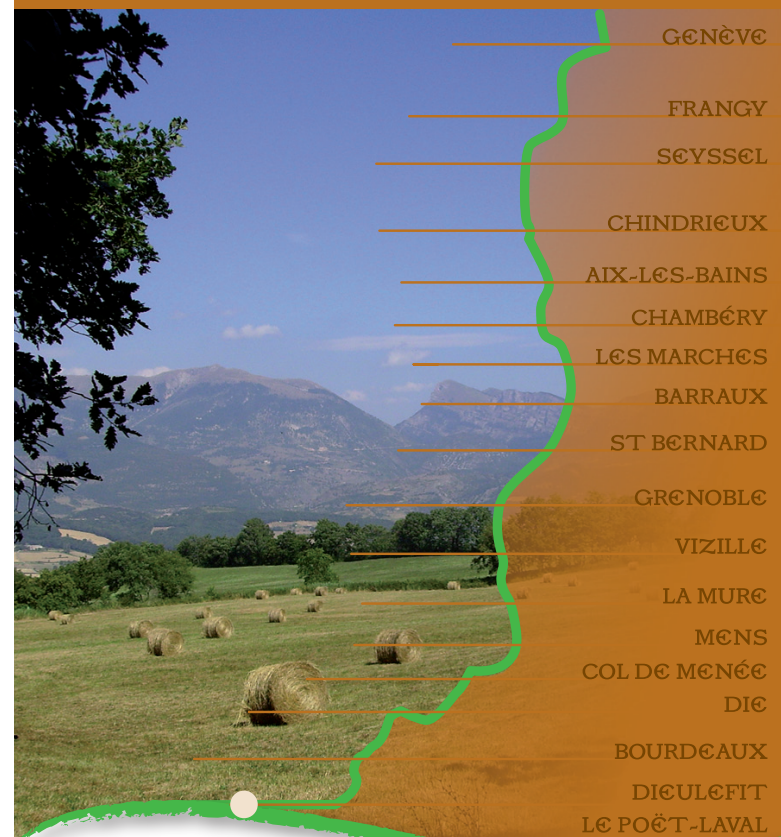 GENÈVE
FRANGY
SEYSSEL
CHINDRIEUX
AIX-LES-BAINS
CHAMBÉRY
LES MARCHES
BARRAUX
ST BERNARD
GRENOBLE
VIZILLE
LA MURE
MENS
COL DE MENÉE
DIE
BOURDEAUX
DIEULEFIT
LE POËT-LAVAL